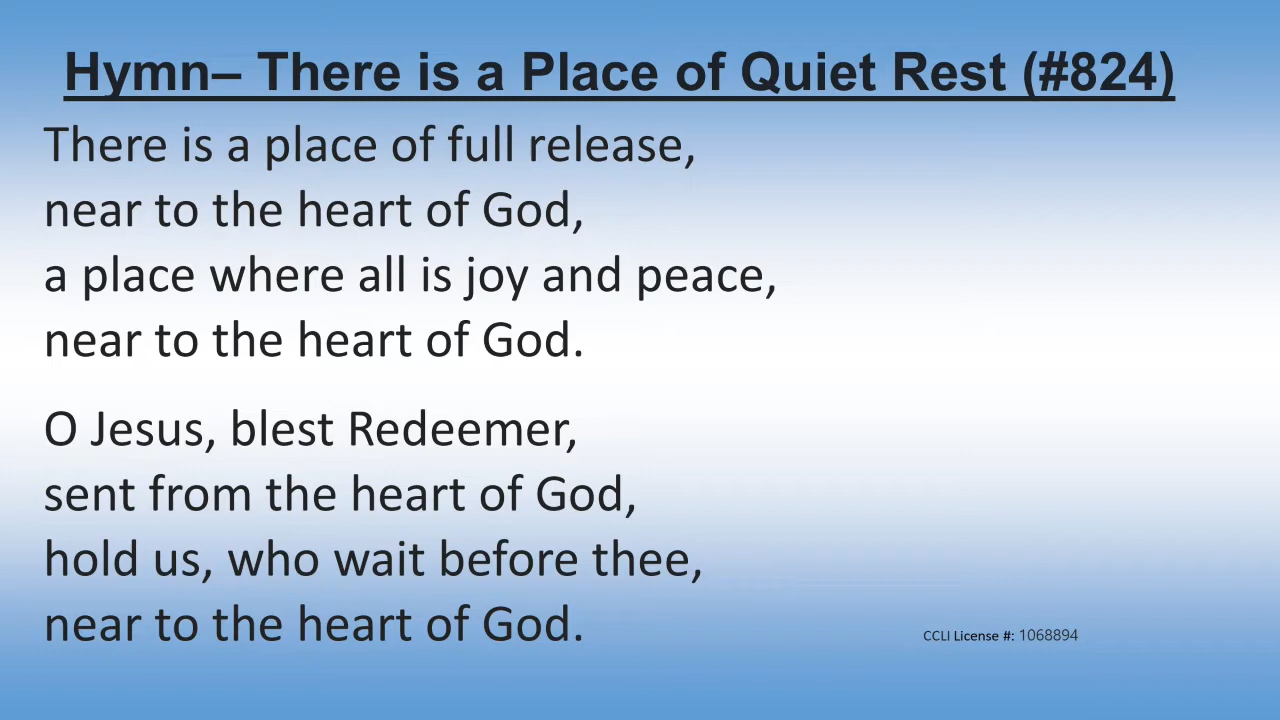 Hymn– There is a Place of Quiet Rest (#824)
There is a place of full release,
near to the heart of God,
a place where all is joy and peace,
near to the heart of God.
O Jesus, blest Redeemer,
sent from the heart of God,
hold us, who wait before thee,
near to the heart of God.
CCLI License #: 1068894